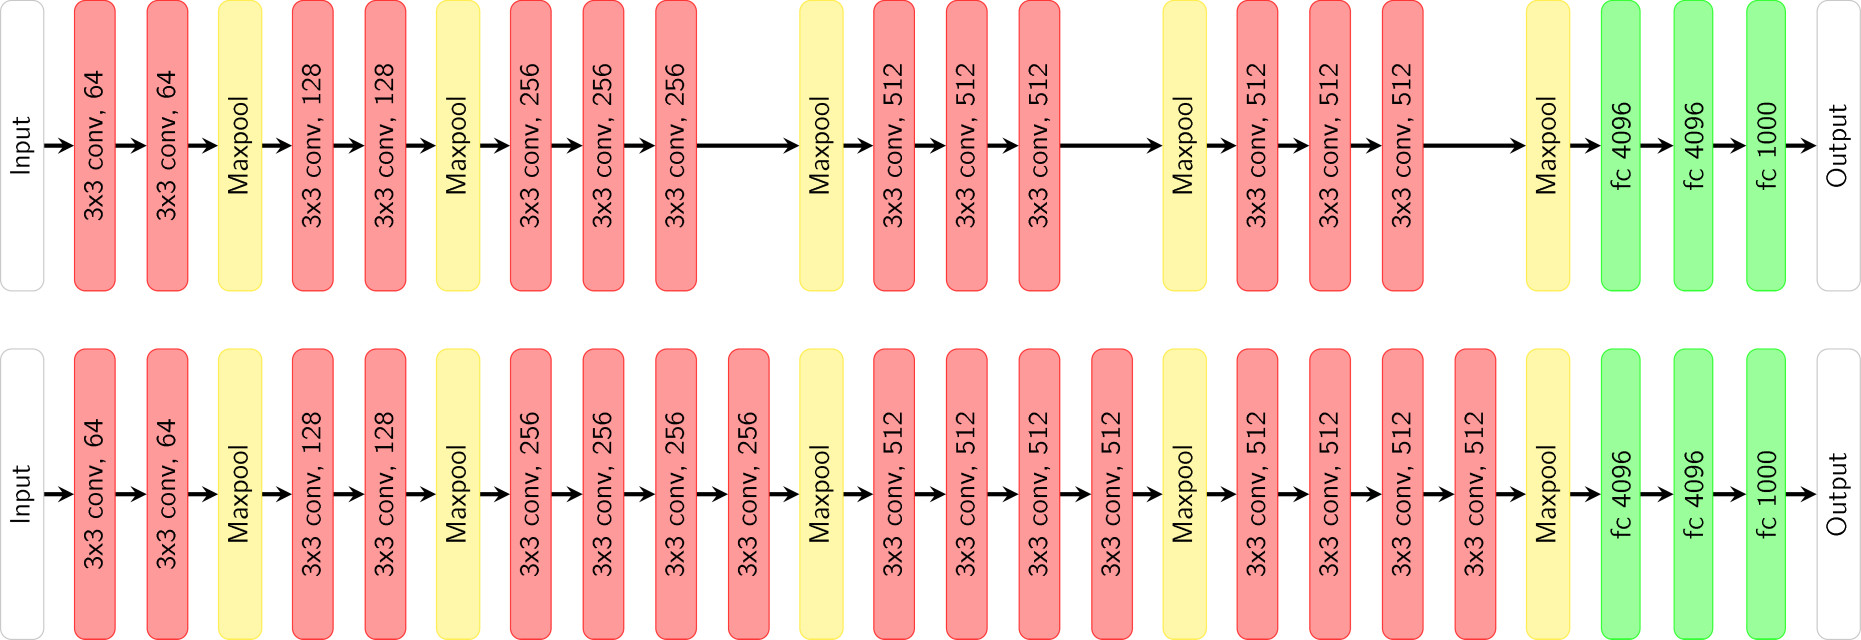 Input
3x3 conv, 64
3x3 conv, 64
Maxpool
3x3 conv, 128
3x3 conv, 128
Maxpool
3x3 conv, 256
3x3 conv, 256
3x3 conv, 256
Maxpool
3x3 conv, 512
3x3 conv, 512
3x3 conv, 512
Maxpool
3x3 conv, 512
3x3 conv, 512
3x3 conv, 512
Maxpool
fc 4096
fc 4096
fc 1000
Output
Input
3x3 conv, 64
3x3 conv, 64
Maxpool
3x3 conv, 128
3x3 conv, 128
Maxpool
3x3 conv, 256
3x3 conv, 256
3x3 conv, 256
3x3 conv, 256
Maxpool
3x3 conv, 512
3x3 conv, 512
3x3 conv, 512
3x3 conv, 512
Maxpool
3x3 conv, 512
3x3 conv, 512
3x3 conv, 512
3x3 conv, 512
Maxpool
fc 4096
fc 4096
fc 1000
Output